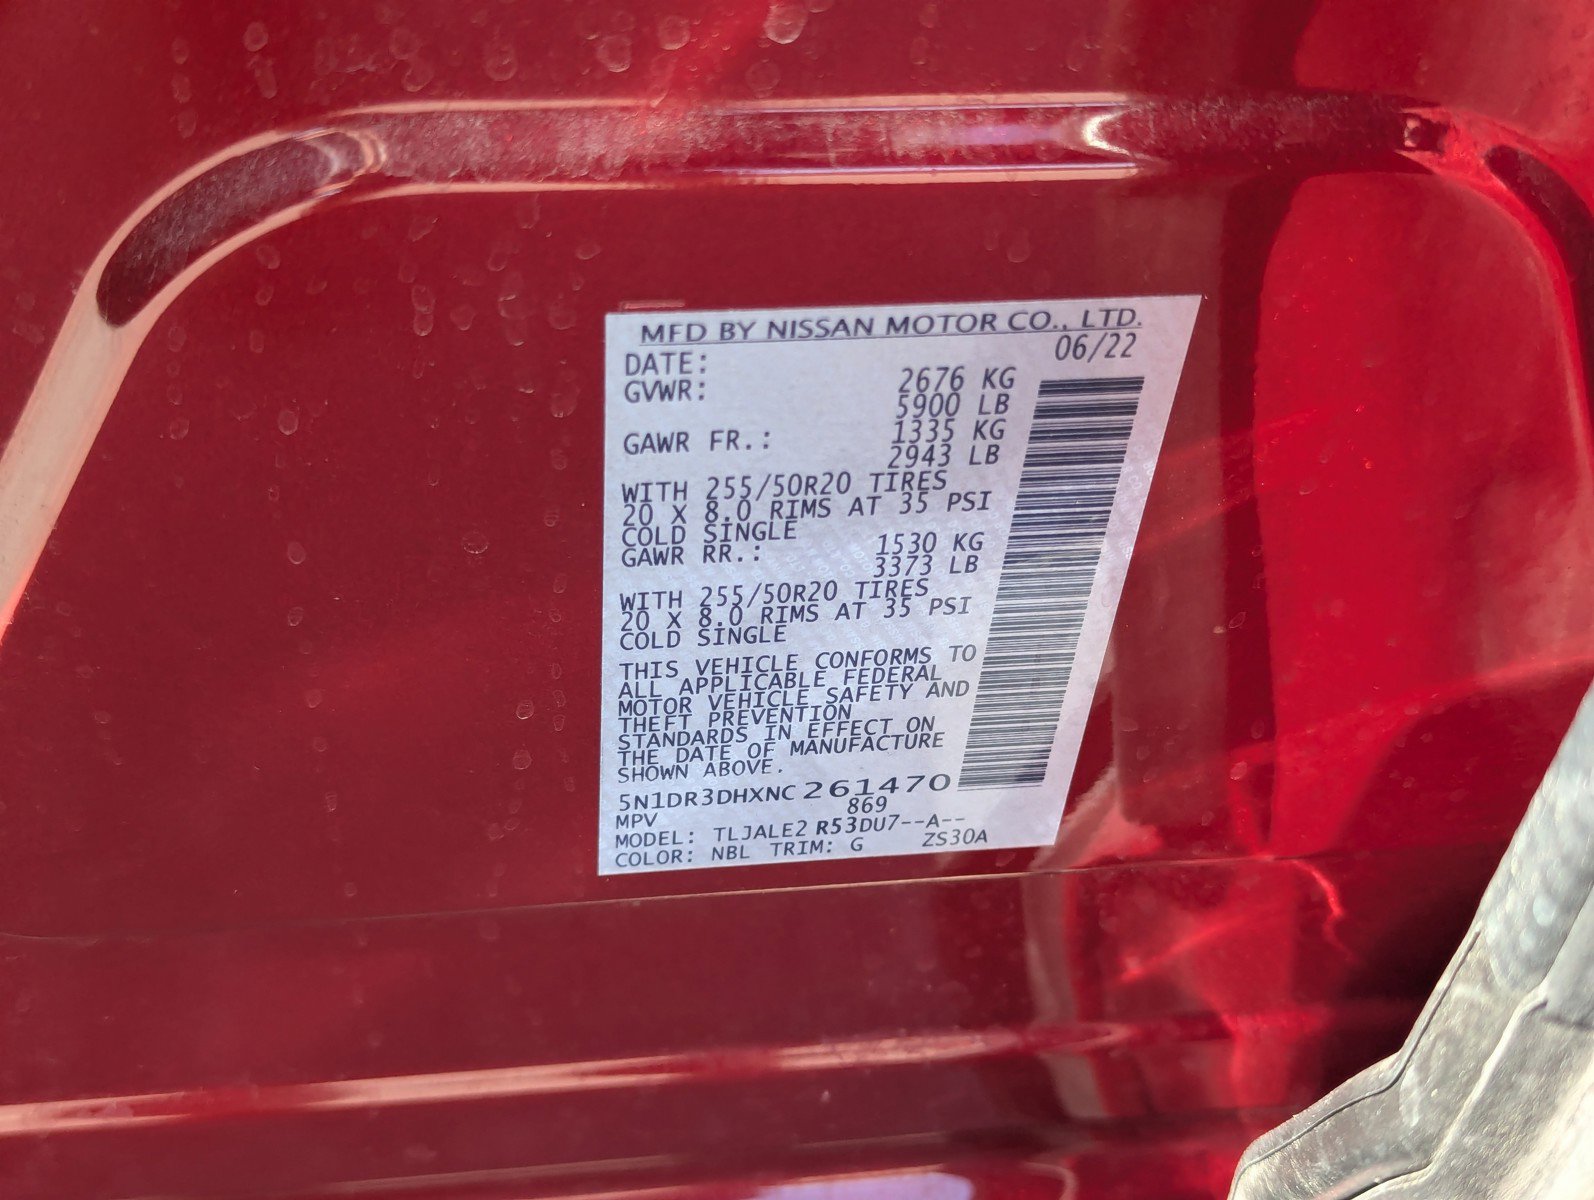 MFD BY NISSAN MOTOR CO., LTD.
DATE: 06/22
GVWR: 2676 KG
5900 LB
GAWR FR.: 1335 KG
2943 LB
WITH 255/50R20 TIRES
20 X 8.0 RIMS AT 35 PSI
COLD SINGLE
GAWR RR.: 1530 KG
3373 LB
WITH 255/50R20 TIRES
20 X 8.0 RIMS AT 35 PSI
COLD SINGLE
THIS VEHICLE CONFORMS TO
ALL APPLICABLE FEDERAL
MOTOR VEHICLE SAFETY AND
THEFT PREVENTION
STANDARDS IN EFFECT ON
THE DATE OF MANUFACTURE
SHOWN ABOVE.
5N1DR3DHXNC261470
MPV 869
MODEL: TLJALE2 R53DU7--A--
COLOR: NBL TRIM: G ZS30A